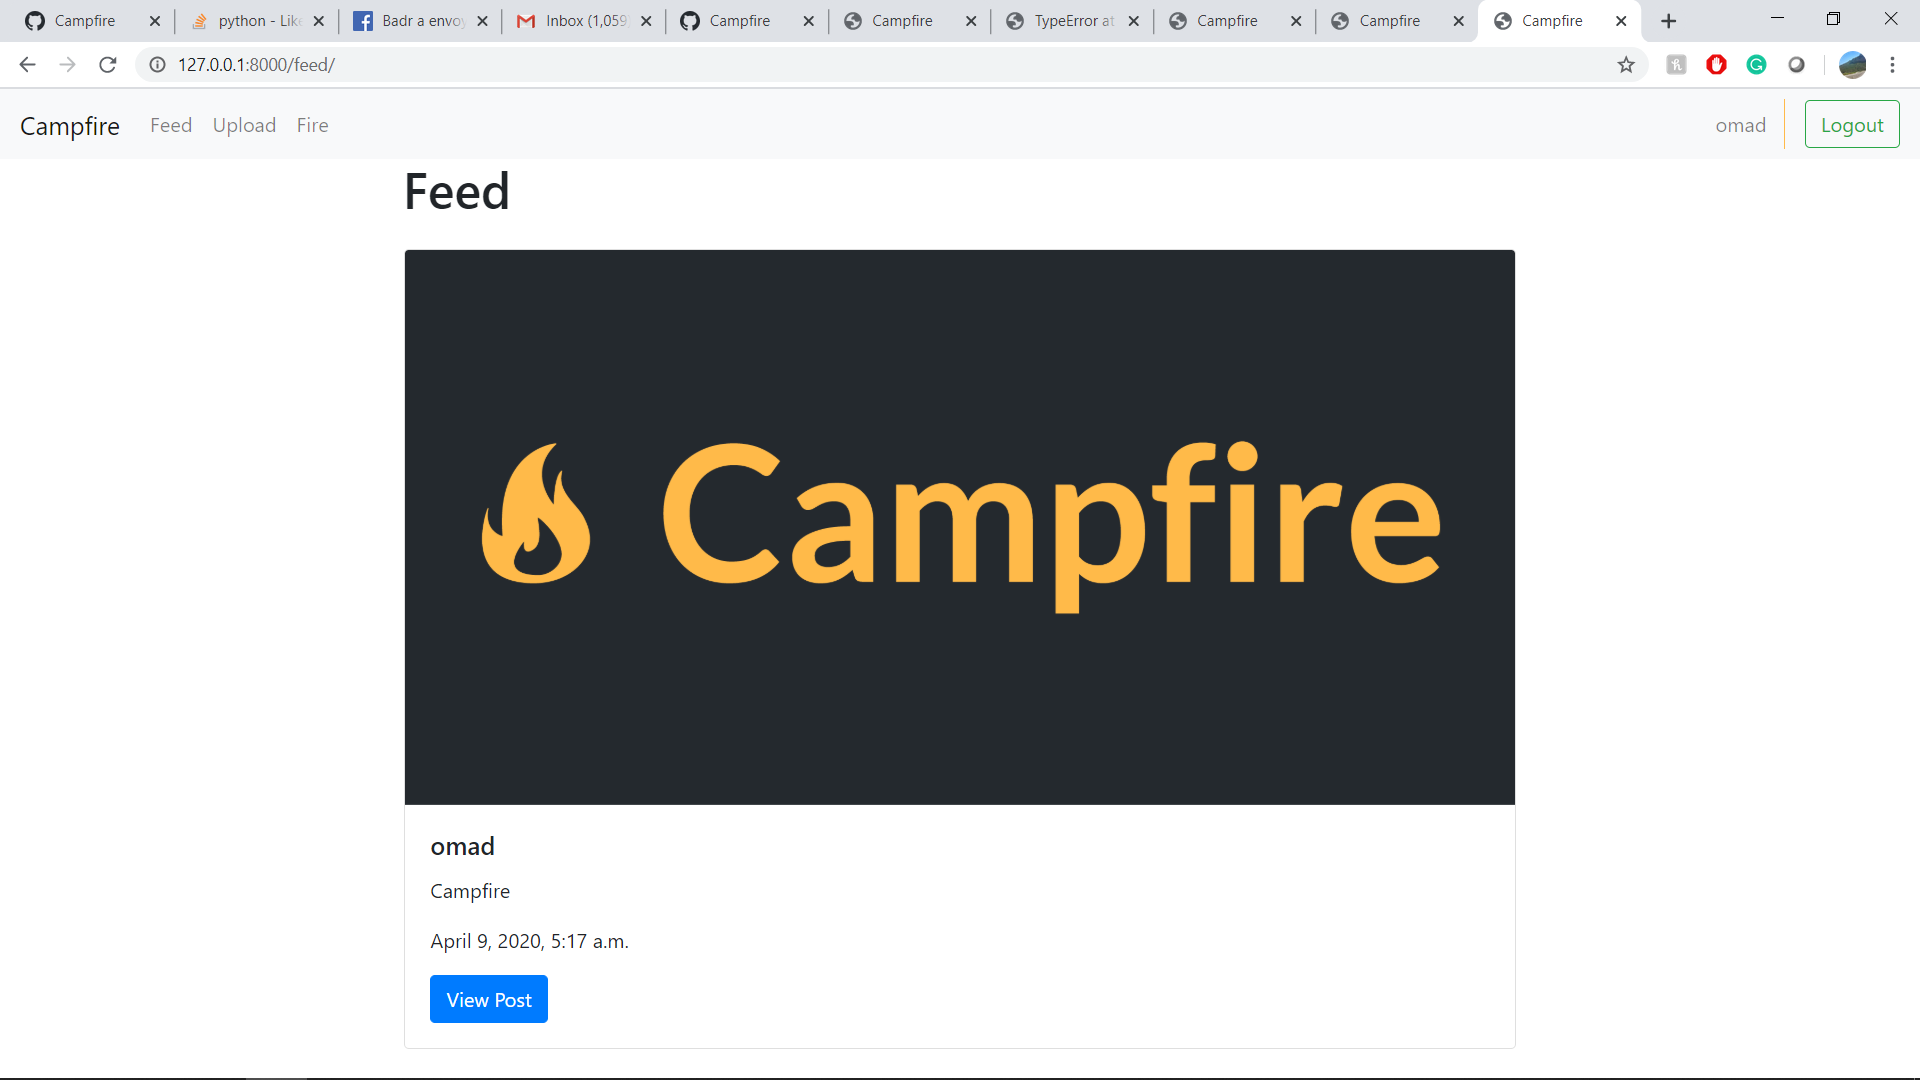 Campfire
python - Lik
Badr a envoy
Inbox (1,059
Campfire
Campfire
TypeError at
Campfire
Campfire
Campfire
127.0.0.1:8000/feed/
Campfire Feed Upload Fire omad Logout
Feed
Campfire
omad
Campfire
April 9, 2020, 5:17 a.m.
View Post